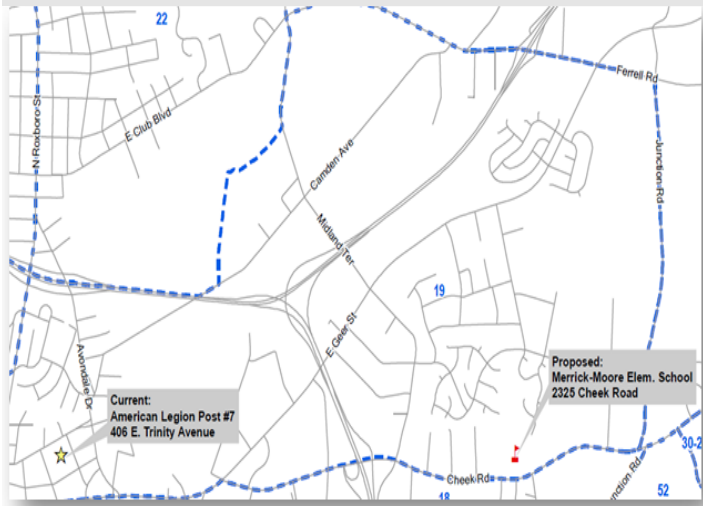 22
N Roxboro St
E Club Blvd
Ferrell Rd
Junction Rd
Camden Ave
Midland Ter
19
E Geer St
Avondale Dr
Proposed:
Merrick-Moore Elem. School
2325 Cheek Road
Current:
American Legion Post #7
406 E. Trinity Avenue
30-2
Cheek Rd
18
nction Rd
52